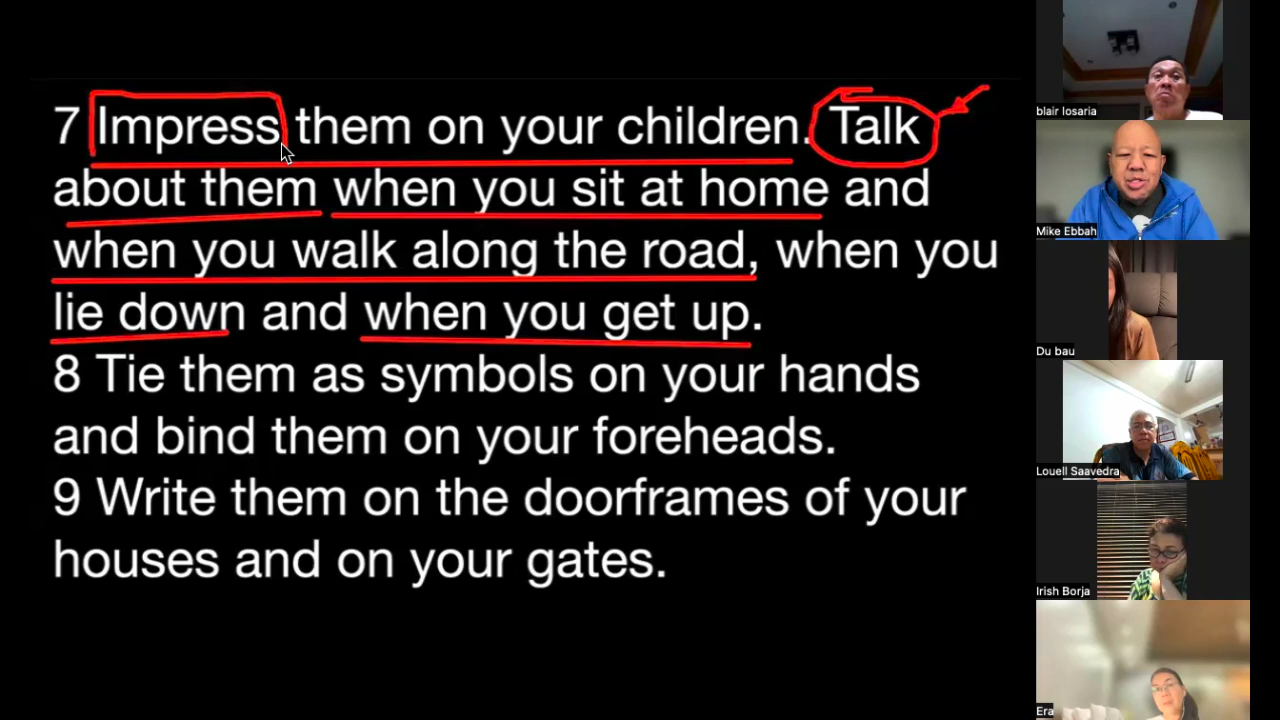 7 Impress them on your children. Talk
about them when you sit at home and
when you walk along the road, when you
lie down and when you get up.
8 Tie them as symbols on your hands
and bind them on your foreheads.
9 Write them on the doorframes of your
houses and on your gates.
blair losaria
Mike Ebbah
Du bau
Louell Saavedra
Irish Borja
Era